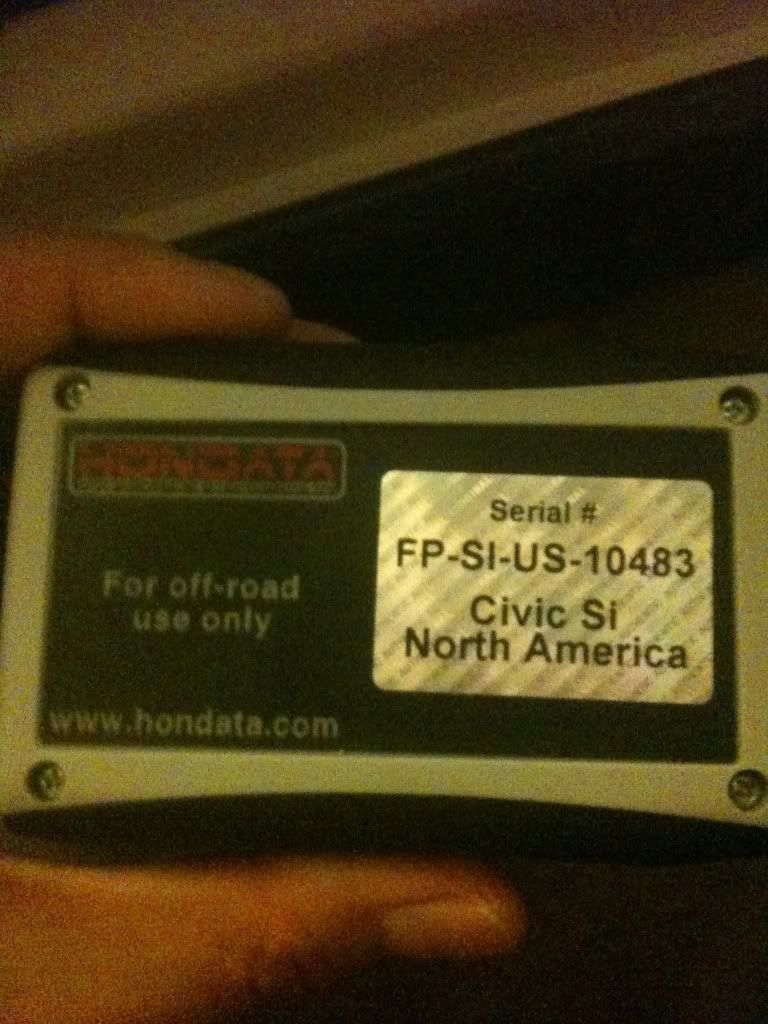 HONDATA
For off-road
use only
www.hondata.com
Serial #
FP-SI-US-10483
Civic Si
North America